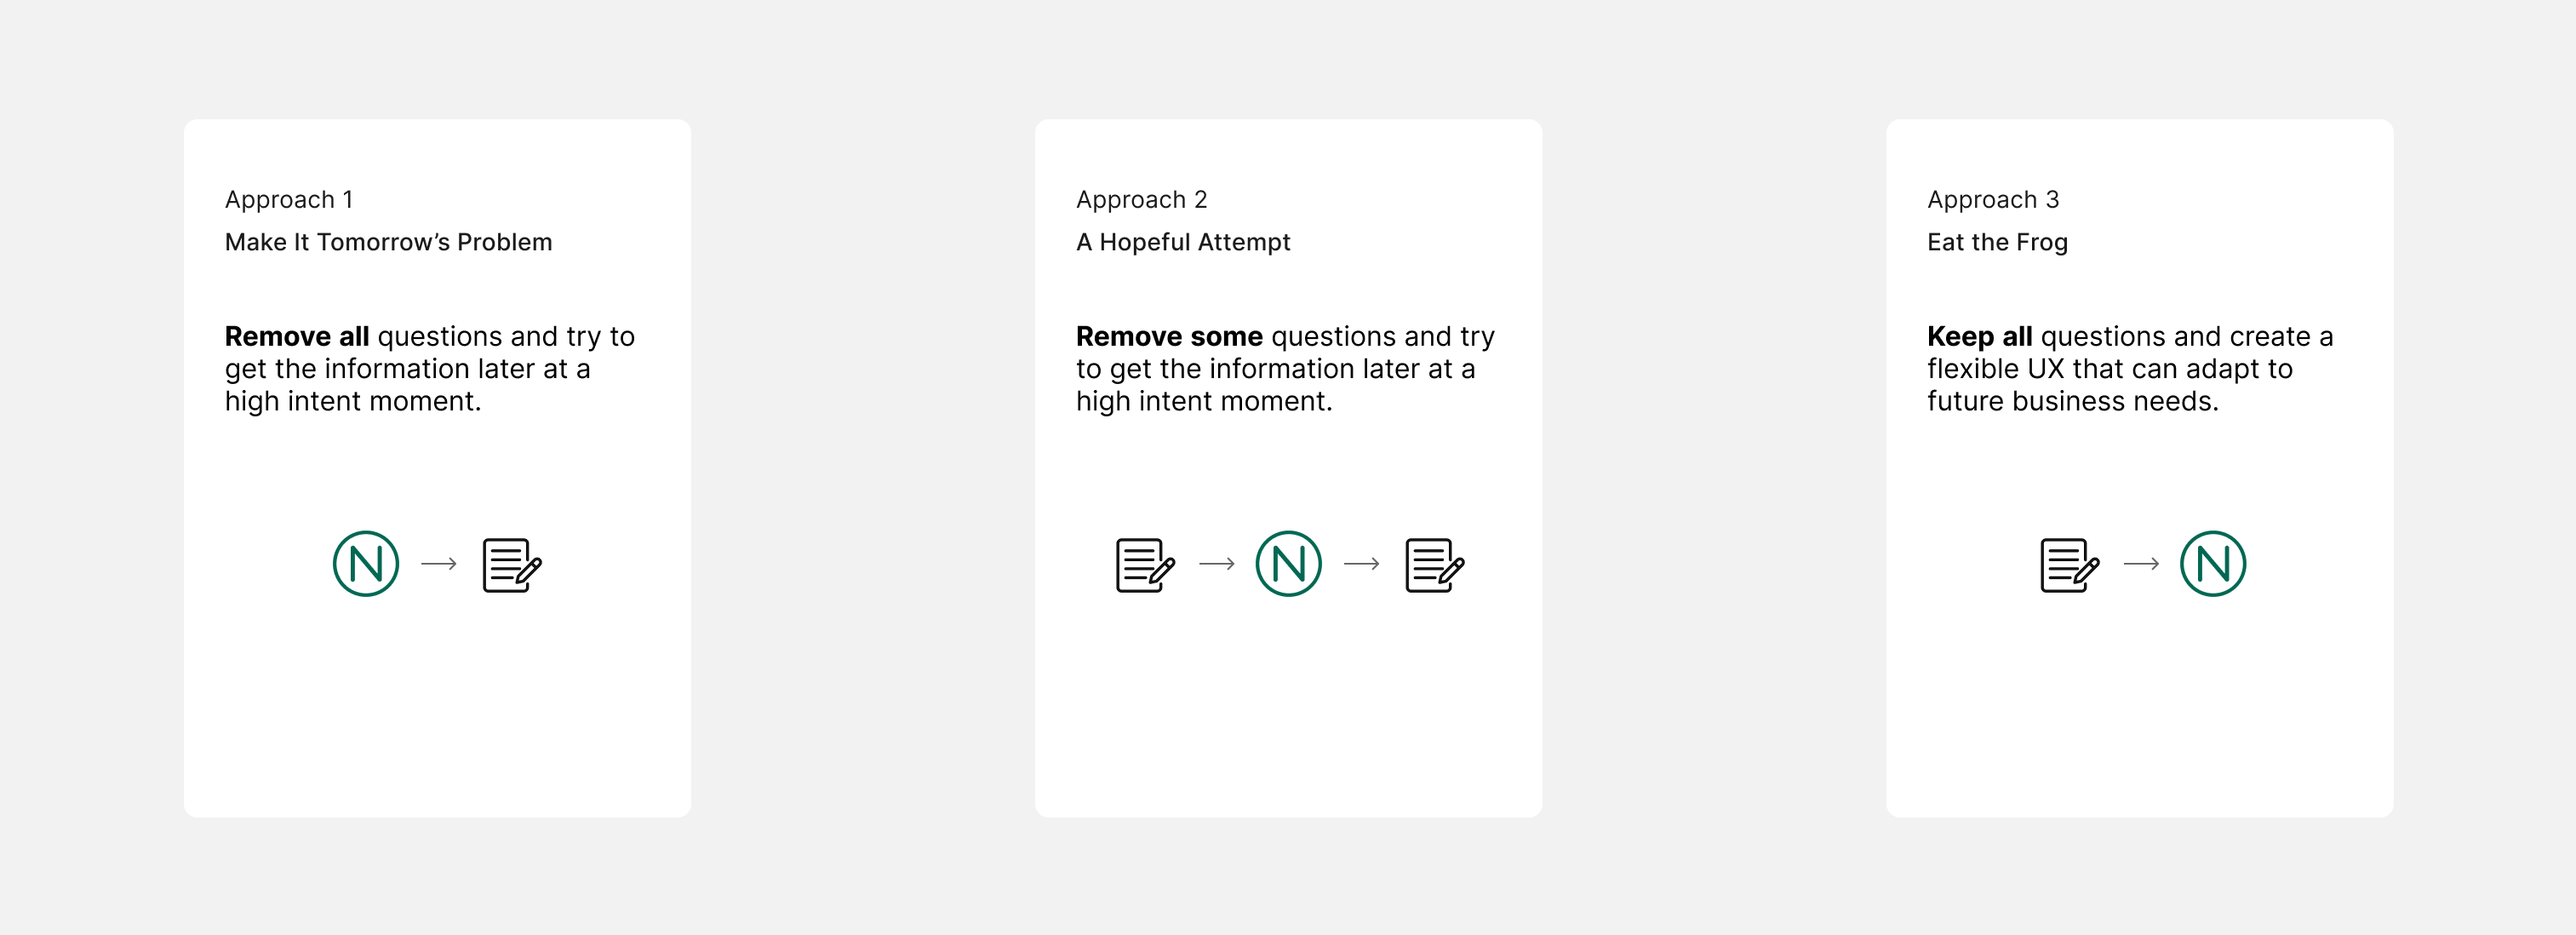 Approach 1
Make It Tomorrow’s Problem
Remove all questions and try to
get the information later at a
high intent moment.
N
Approach 2
A Hopeful Attempt
Remove some questions and try
to get the information later at a
high intent moment.
N
Approach 3
Eat the Frog
Keep all questions and create a
flexible UX that can adapt to
future business needs.
N